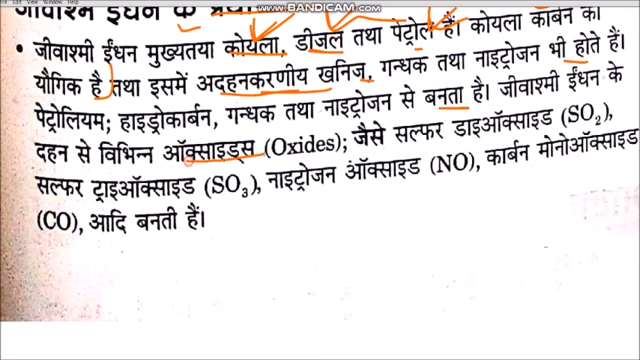 WWW.BANDICAM.COM
जीवाश्म ईंधन के
• जीवाश्मी ईंधन मुख्यतया कोयला, डीजल तथा पेट्रोल हैं। कोयला कार्बन का
यौगिक है तथा इसमें अदहनकरणीय खनिज, गन्धक तथा नाइट्रोजन भी होते हैं।
पेट्रोलियम; हाइड्रोकार्बन, गन्धक तथा नाइट्रोजन से बनता है। जीवाश्मी ईंधन के
दहन से विभिन्न ऑक्साइड्स (Oxides); जैसे सल्फर डाइऑक्साइड (SO₂),
सल्फर ट्राइऑक्साइड (SO₃), नाइट्रोजन ऑक्साइड (NO), कार्बन मोनोऑक्साइड
(CO), आदि बनती हैं।